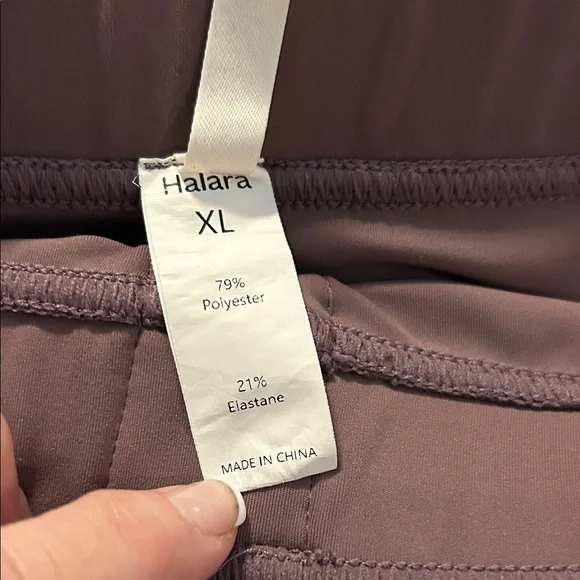 Halara
XL
79%
Polyester
21%
Elastane
MADE IN CHINA